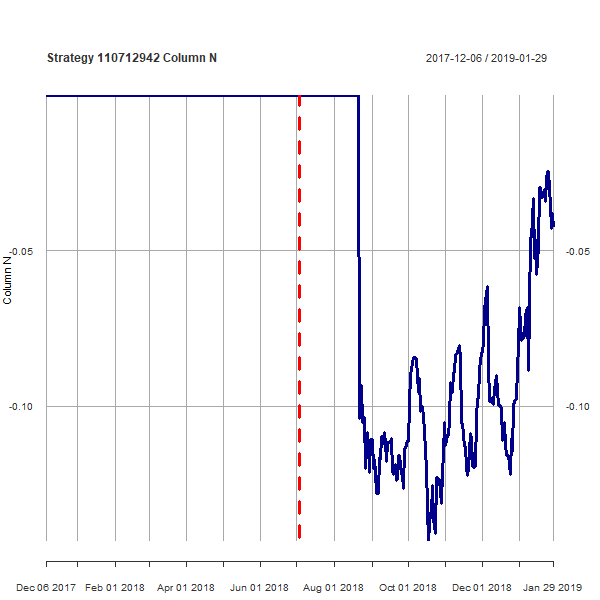 Strategy 110712942 Column N
2017-12-06 / 2019-01-29
-0.05
-0.05
Column N
-0.10
-0.10
Dec 06 2017
Feb 01 2018
Apr 01 2018
Jun 01 2018
Aug 01 2018
Oct 01 2018
Dec 01 2018
Jan 29 2019